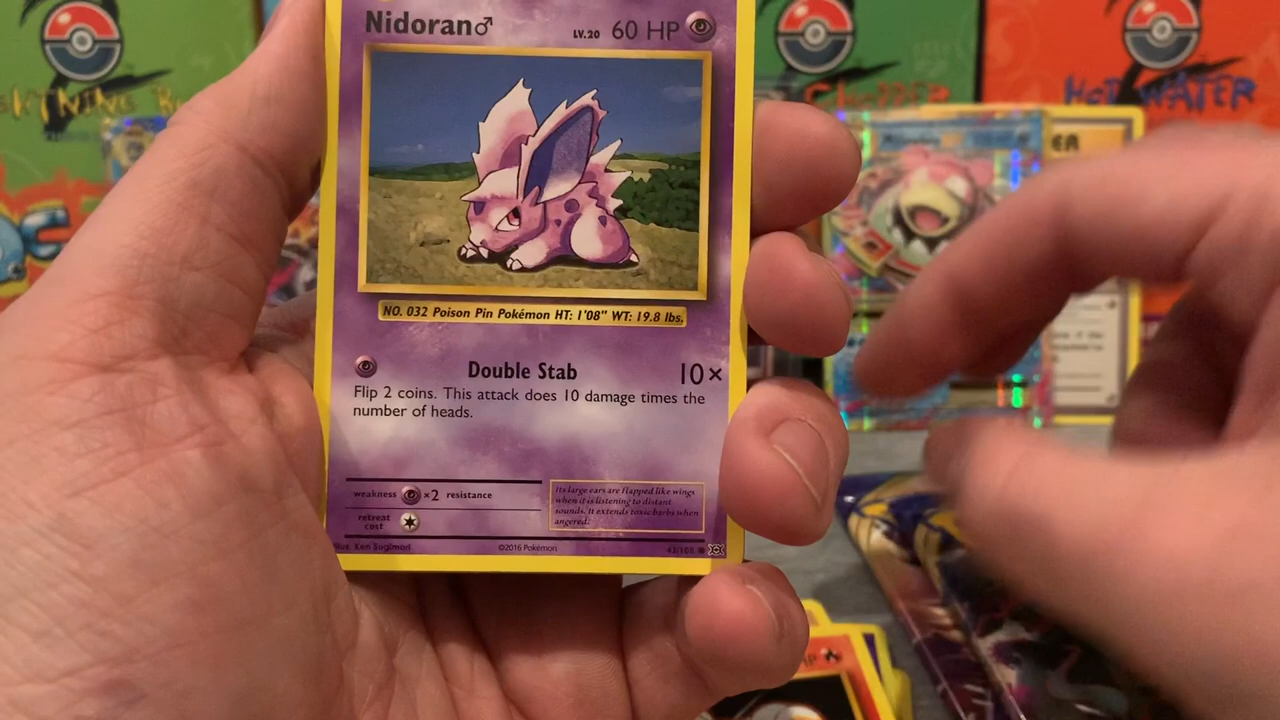 Nidoran♂ LV.20 60 HP
NO. 032 Poison Pin Pokémon HT: 1'08" WT: 19.8 lbs.
Double Stab 10×
Flip 2 coins. This attack does 10 damage times the
number of heads.
weakness ×2 resistance
retreat
cost
Its large ears are flapped like wings
when it is listening to distant
sounds. It extends toxic barbs when
angered.
Illus. Ken Sugimori ©2016 Pokémon 43/108
HOT WATER
CHOPPER